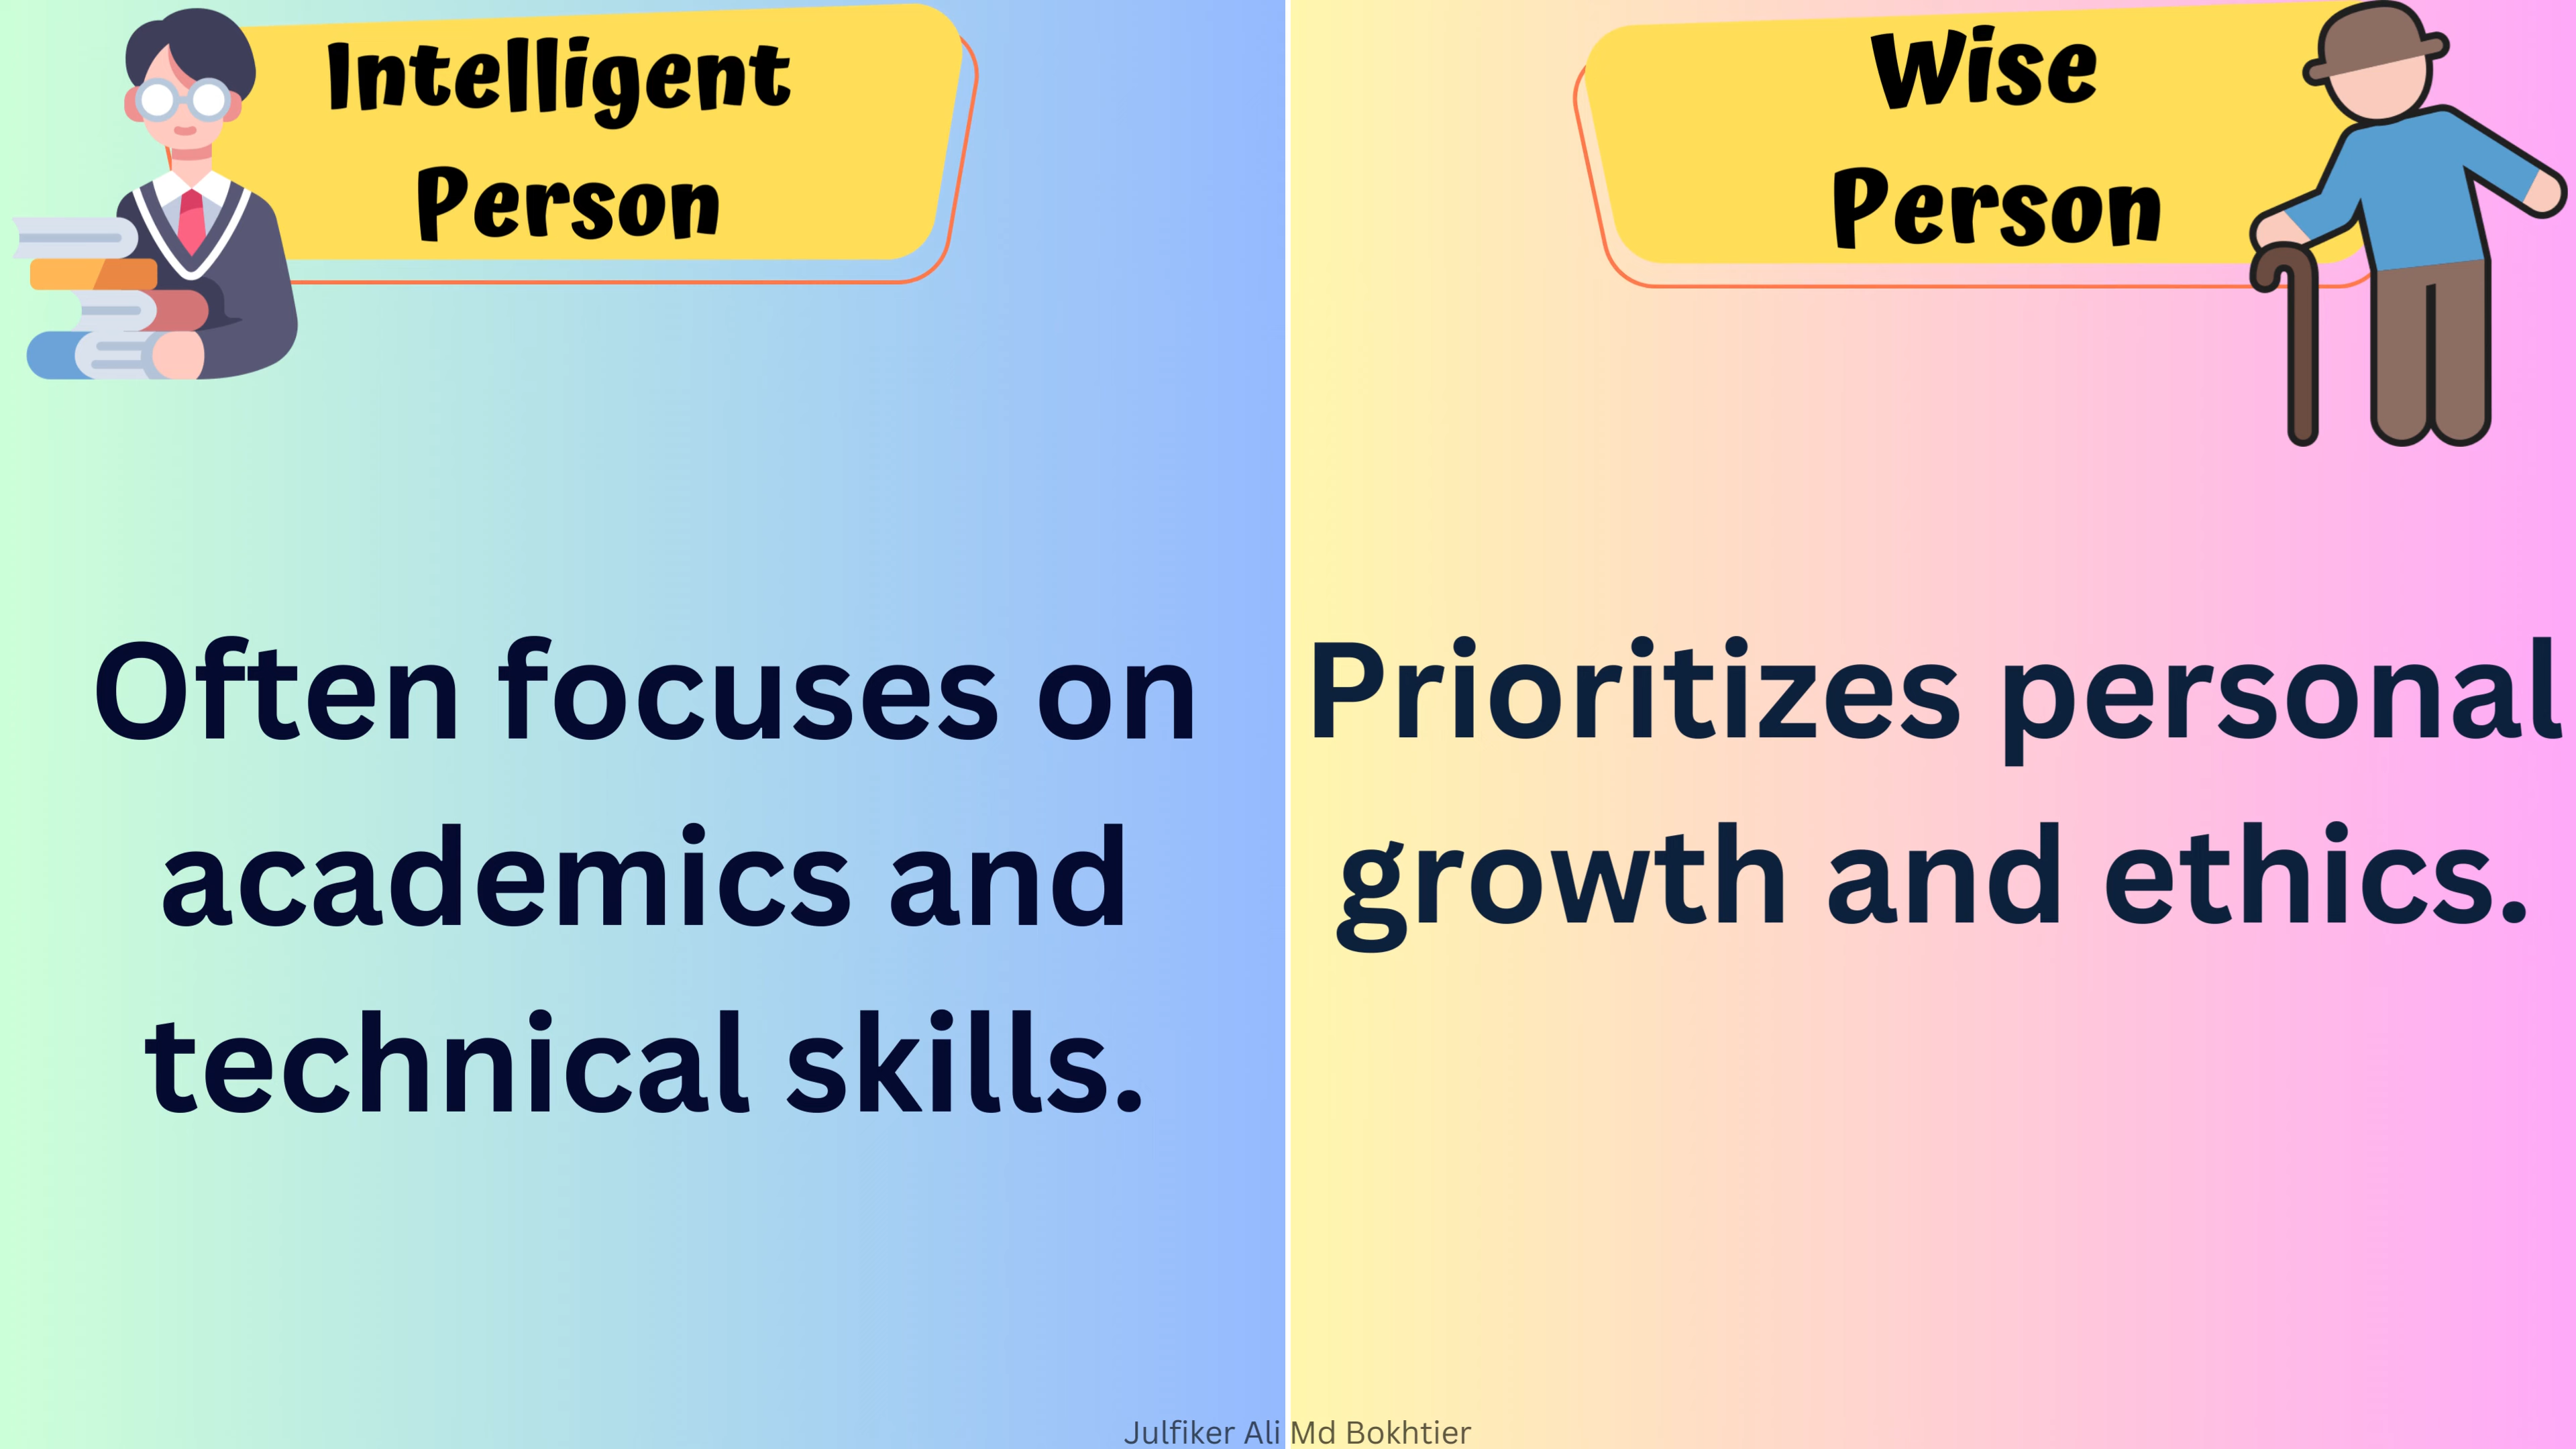 Intelligent
Person
Often focuses on
academics and
technical skills.
Wise
Person
Prioritizes personal
growth and ethics.
Julfiker Ali Md Bokhtier